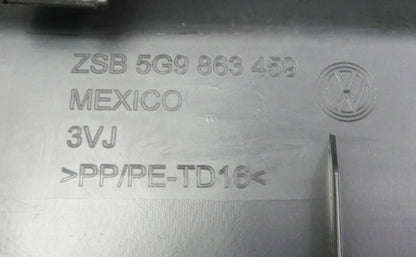 ZSB 5G9 863 459
MEXICO
3VJ
>PP/PE-TD16<